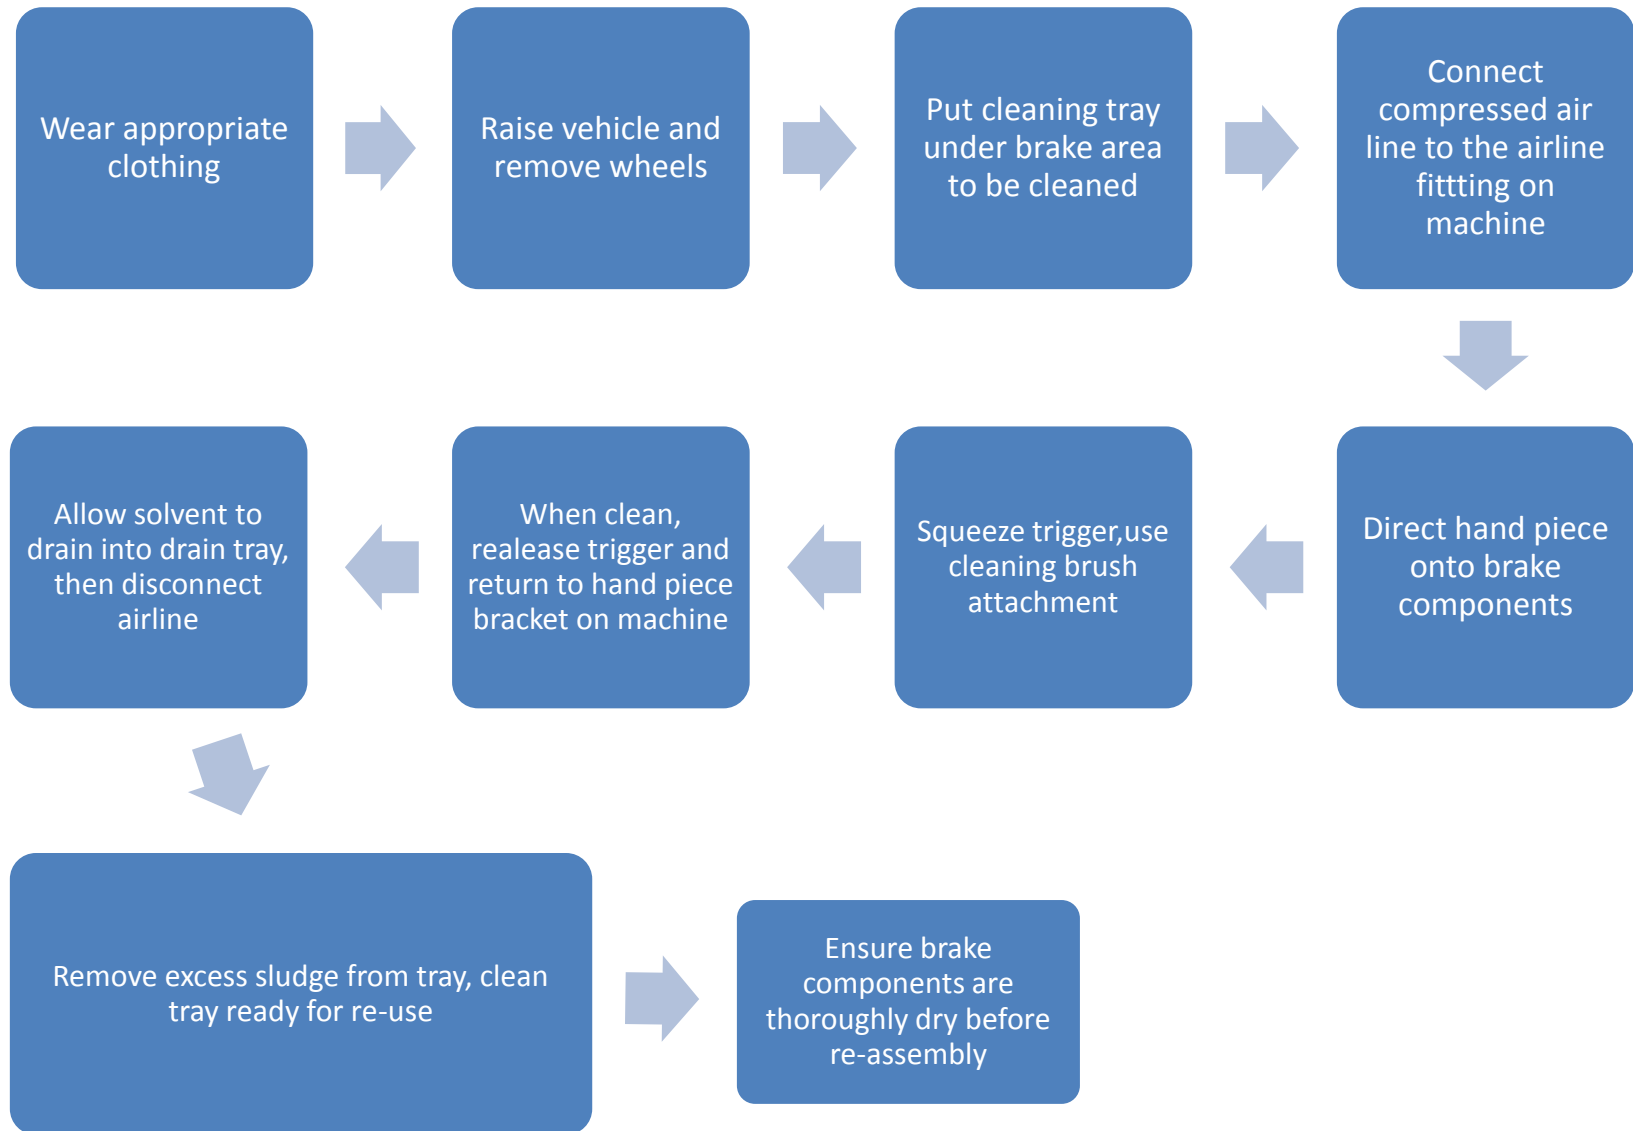 Wear appropriate
clothing
Raise vehicle and
remove wheels
Put cleaning tray
under brake area
to be cleaned
Connect
compressed air
line to the airline
fittting on
machine
Direct hand piece
onto brake
components
Squeeze trigger,use
cleaning brush
attachment
When clean,
realease trigger and
return to hand piece
bracket on machine
Allow solvent to
drain into drain tray,
then disconnect
airline
Remove excess sludge from tray, clean
tray ready for re-use
Ensure brake
components are
thoroughly dry before
re-assembly